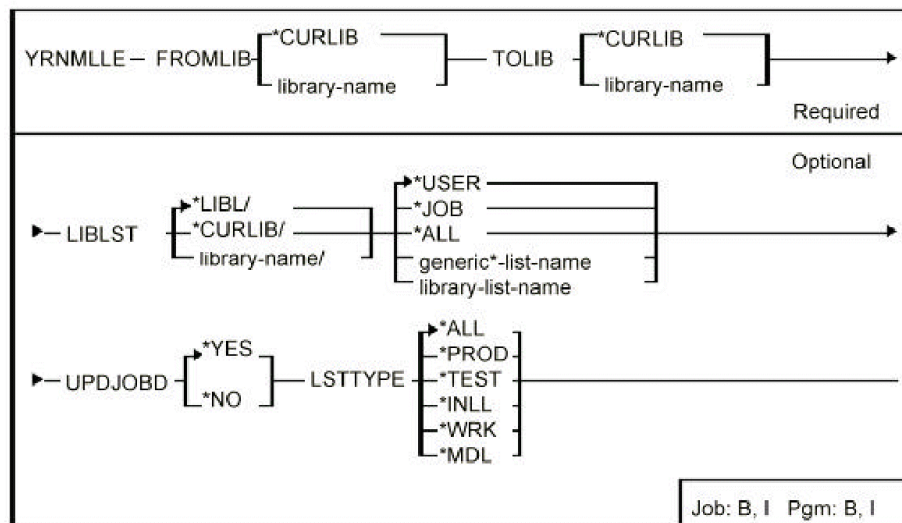 YRNMLLE FROMLIB *CURLIB library-name TOLIB *CURLIB library-name
Required
Optional
LIBLST *LIBL/ *CURLIB/ library-name/ *USER *JOB *ALL generic*-list-name library-list-name
UPDJOBD *YES *NO LSTTYPE *ALL *PROD *TEST *INLL *WRK *MDL
Job: B, I Pgm: B, I